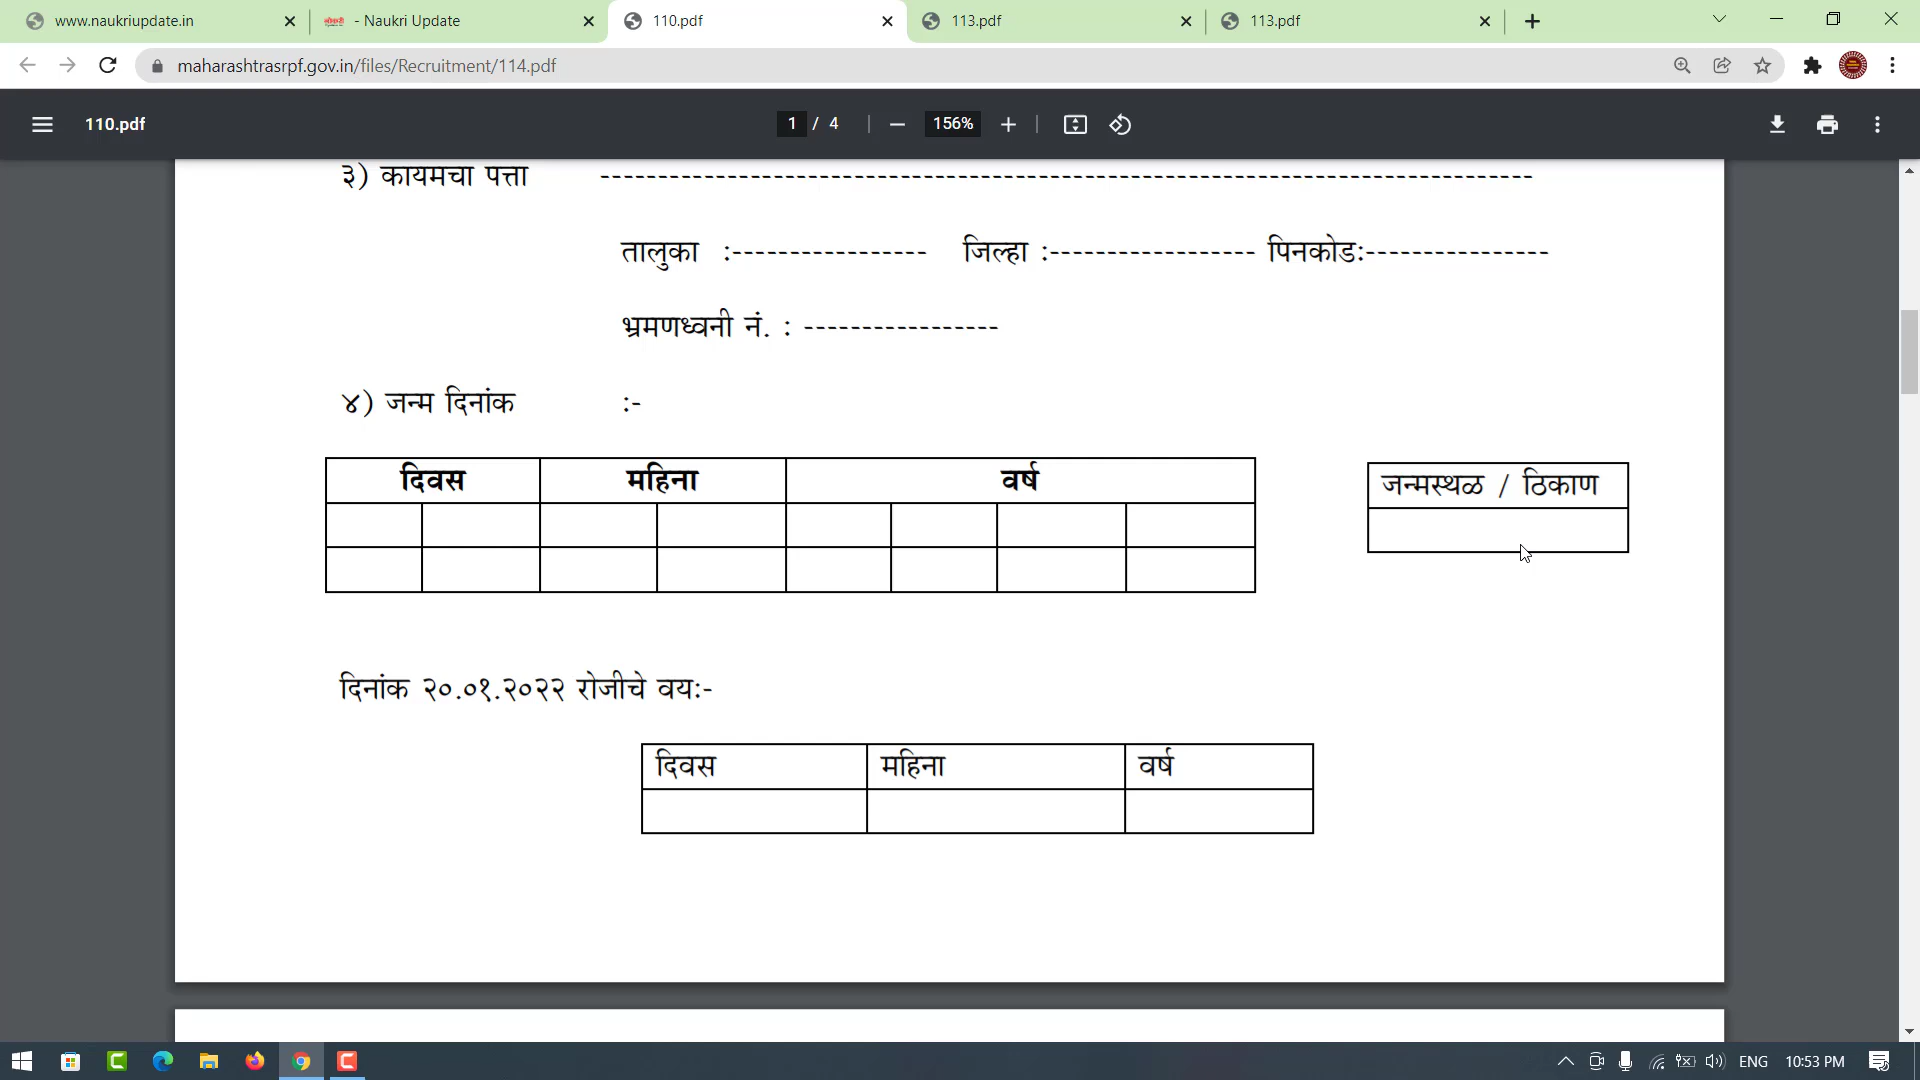 www.naukriupdate.in
नोकरी - Naukri Update
110.pdf
113.pdf
113.pdf
maharashtrasrpf.gov.in/files/Recruitment/114.pdf
110.pdf
1 / 4
156%
३) कायमचा पत्ता ---------------------------------------------------------------------------------
तालुका :----------------- जिल्हा :------------------ पिनकोड:----------------
भ्रमणध्वनी नं. : -----------------
४) जन्म दिनांक :-
दिवस महिना वर्ष
जन्मस्थळ / ठिकाण
दिनांक २०.०१.२०२२ रोजीचे वय:-
दिवस महिना वर्ष
ENG 10:53 PM